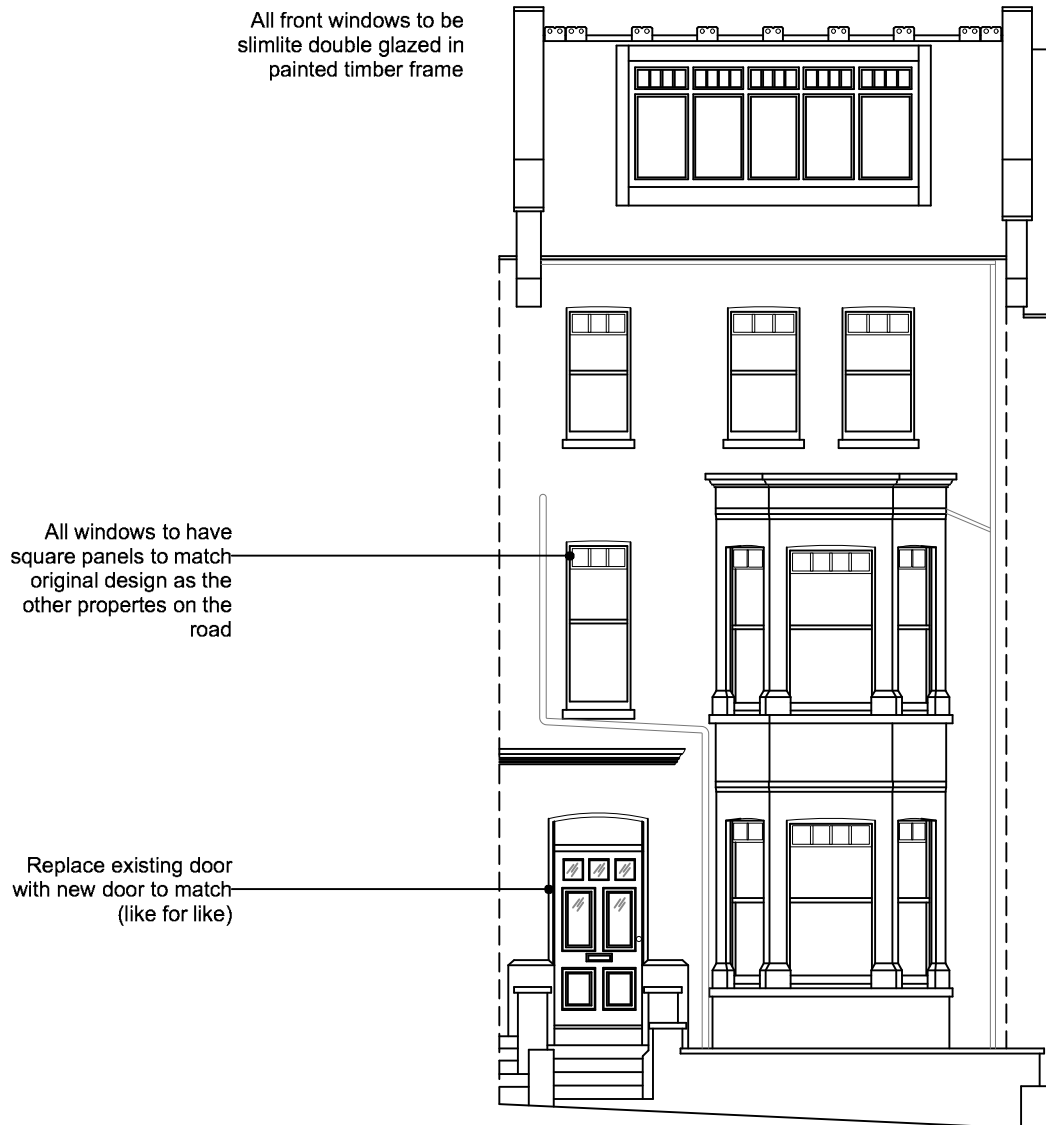 All front windows to be
slimlite double glazed in
painted timber frame
All windows to have
square panels to match
original design as the
other propertes on the
road
Replace existing door
with new door to match
(like for like)